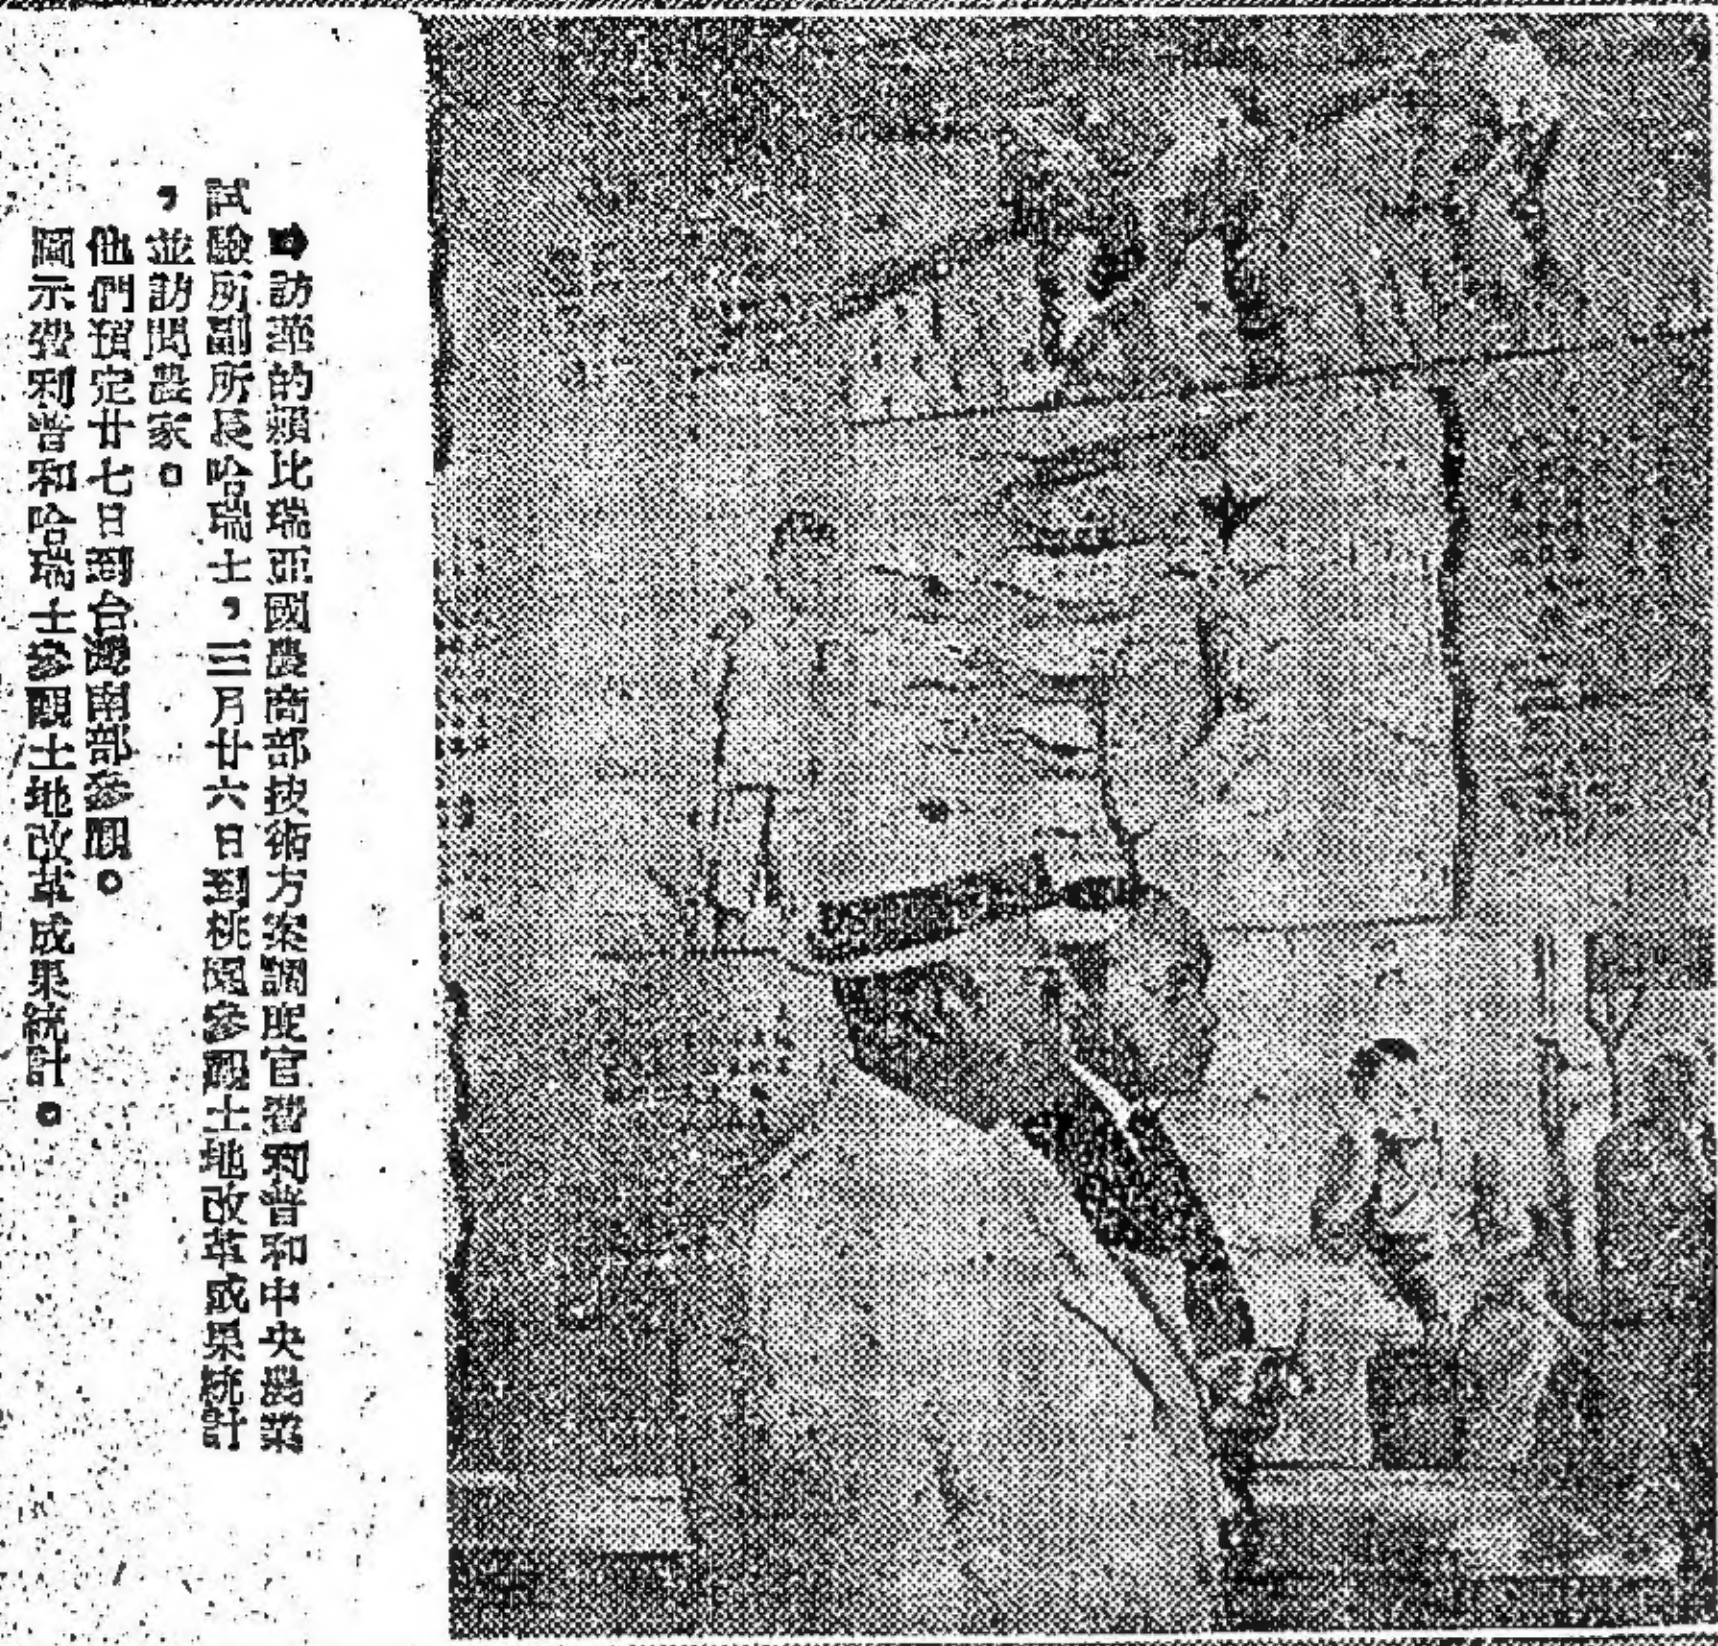 ➡訪華的賴比瑞亞國農商部技術方案調度官費利普和中央農業
試驗所副所長哈瑞士，三月廿六日到桃園參觀土地改革成果統計
，並訪問農家。
他們預定廿七日到台灣南部參觀。
圖示費利普和哈瑞士參觀土地改革成果統計。